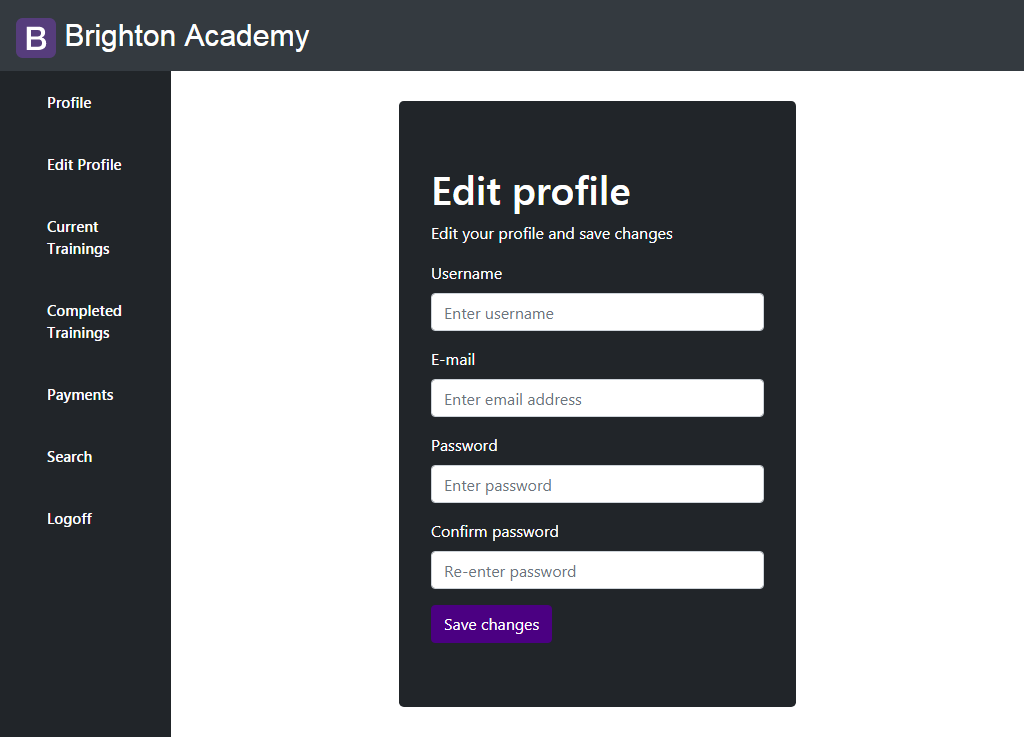 B Brighton Academy
Profile
Edit Profile
Current
Trainings
Completed
Trainings
Payments
Search
Logoff
Edit profile
Edit your profile and save changes
Username
Enter username
E-mail
Enter email address
Password
Enter password
Confirm password
Re-enter password
Save changes